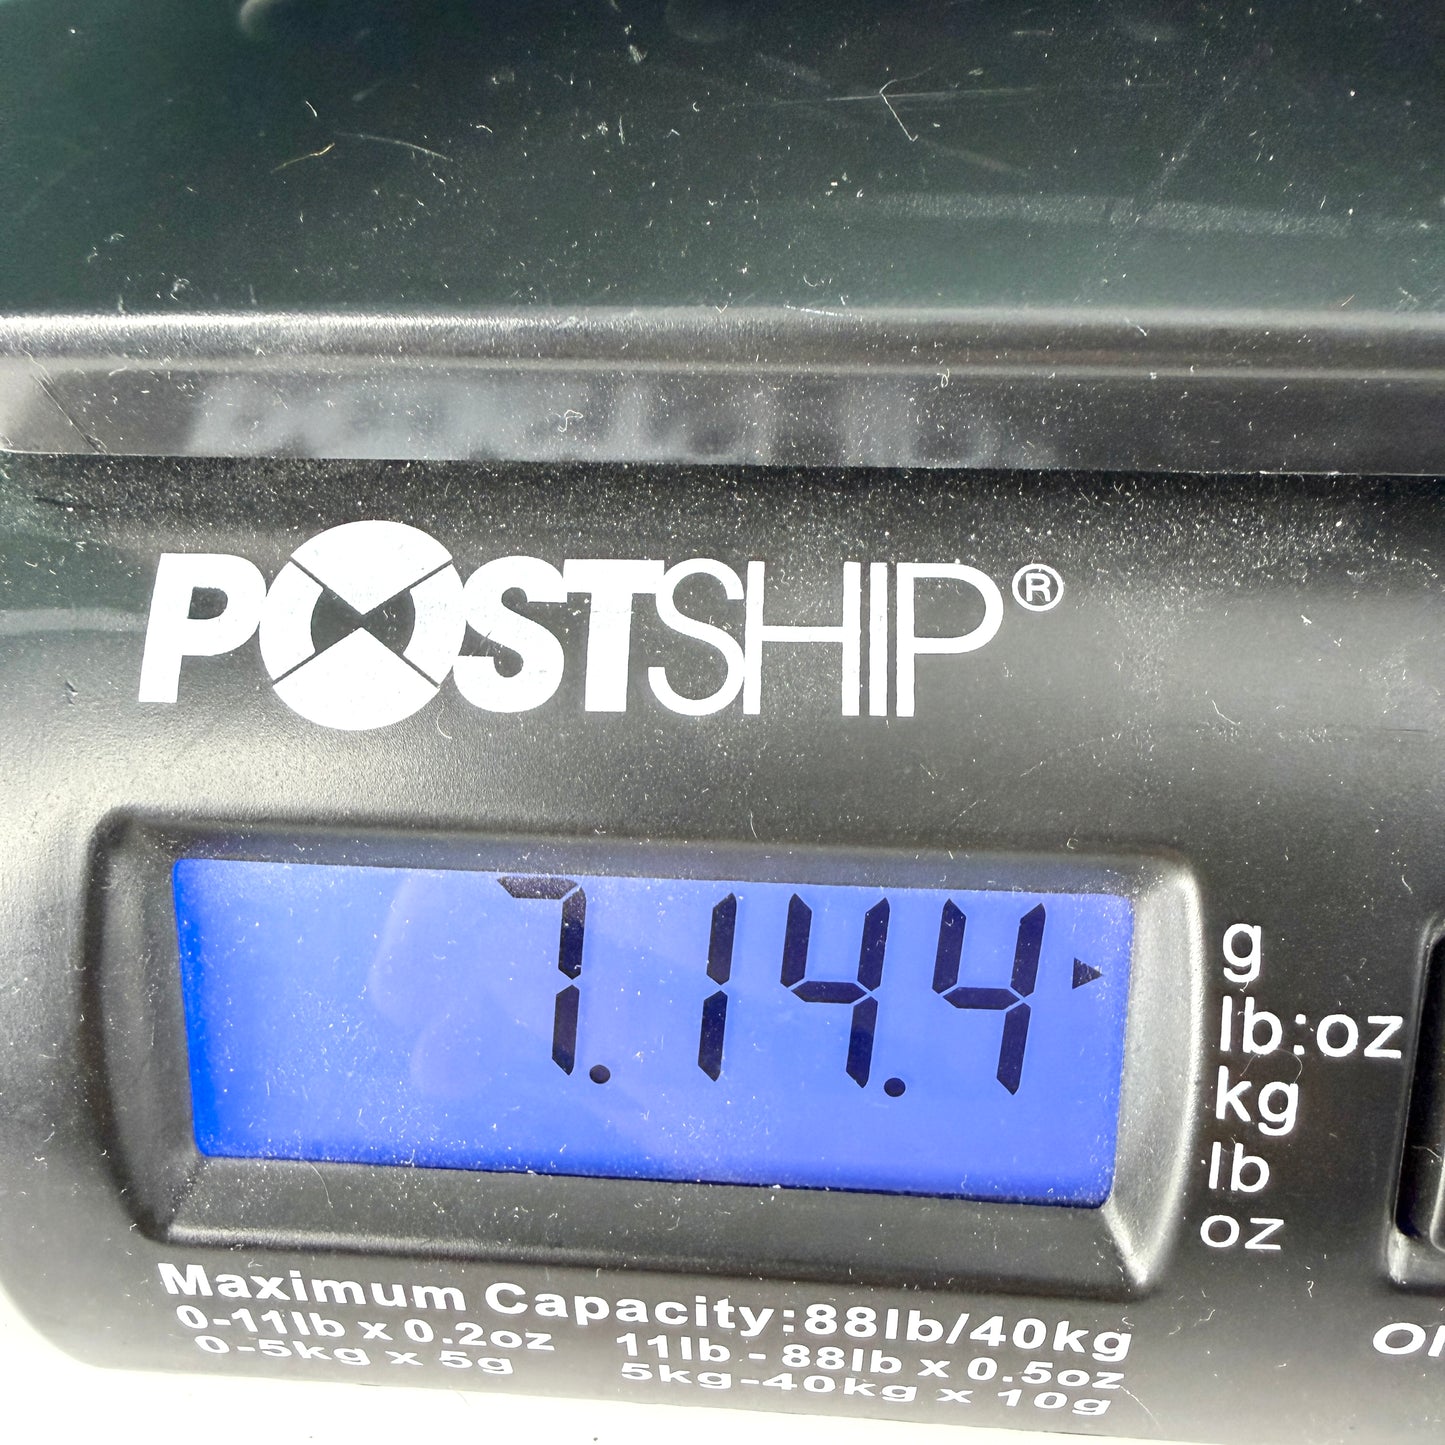 POSTSHIP®
7.14.4
g
lb:oz
kg
lb
oz
Maximum Capacity:88lb/40kg
0-11lb x 0.2oz 11lb - 88lb x 0.5oz
0-5kg x 5g 5kg-40kg x 10g